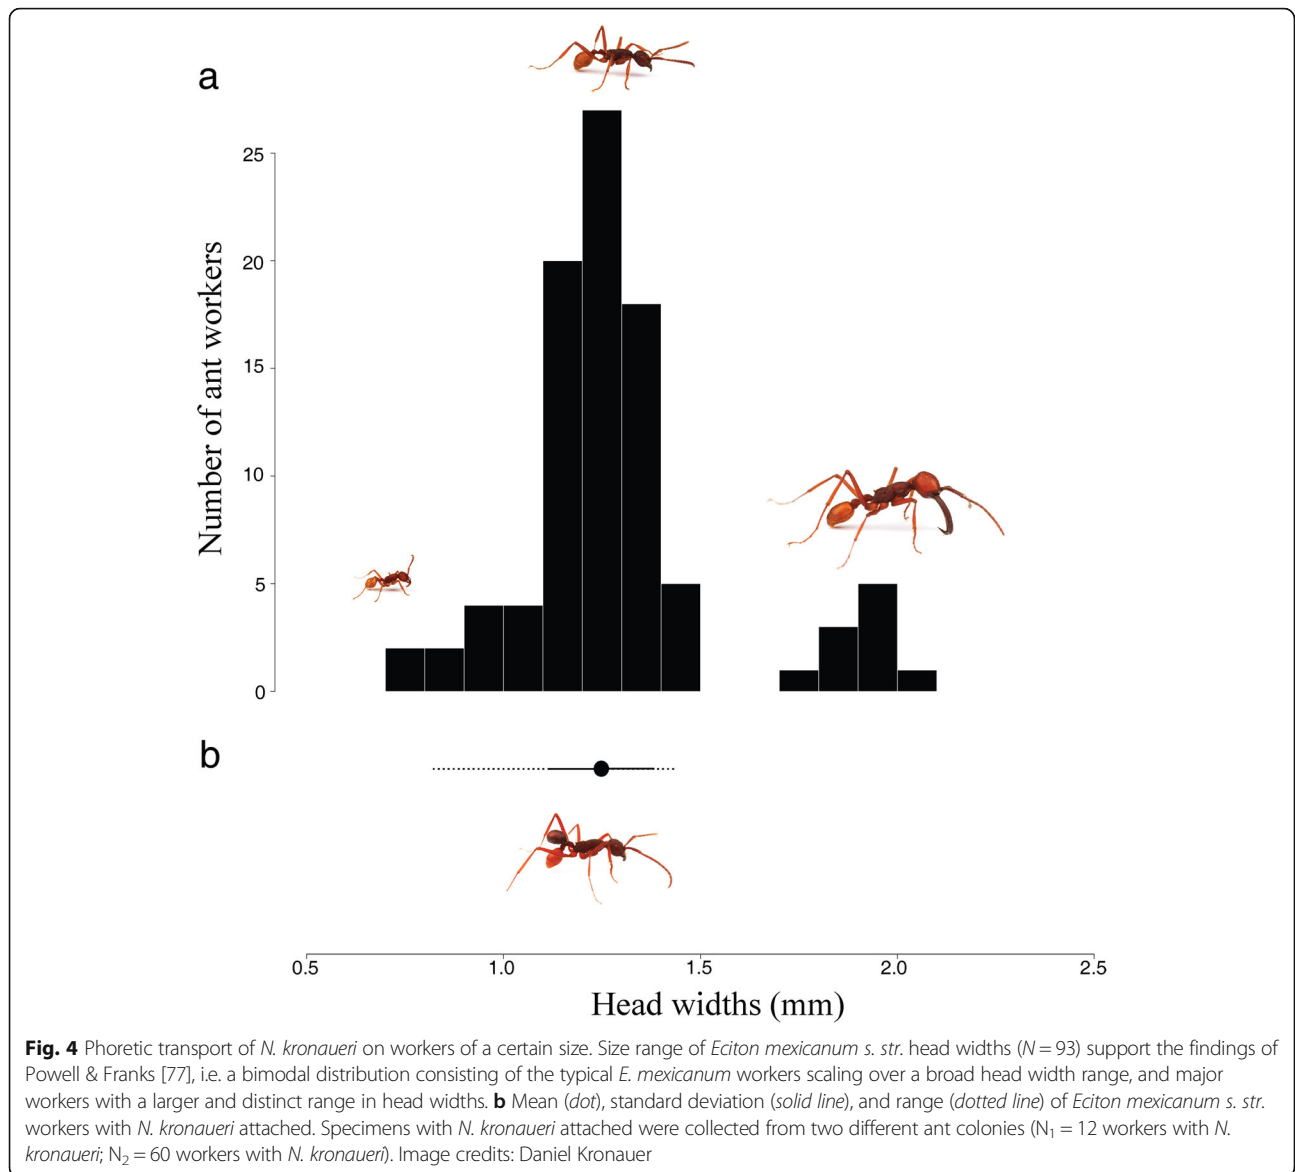 a
25
20
15
10
5
0
Number of ant workers
b
0.5 1.0 1.5 2.0 2.5
Head widths (mm)
Fig. 4 Phoretic transport of N. kronaueri on workers of a certain size. Size range of Eciton mexicanum s. str. head widths (N = 93) support the findings of
Powell & Franks [77], i.e. a bimodal distribution consisting of the typical E. mexicanum workers scaling over a broad head width range, and major
workers with a larger and distinct range in head widths. b Mean (dot), standard deviation (solid line), and range (dotted line) of Eciton mexicanum s. str.
workers with N. kronaueri attached. Specimens with N. kronaueri attached were collected from two different ant colonies (N₁ = 12 workers with N.
kronaueri; N₂ = 60 workers with N. kronaueri). Image credits: Daniel Kronauer